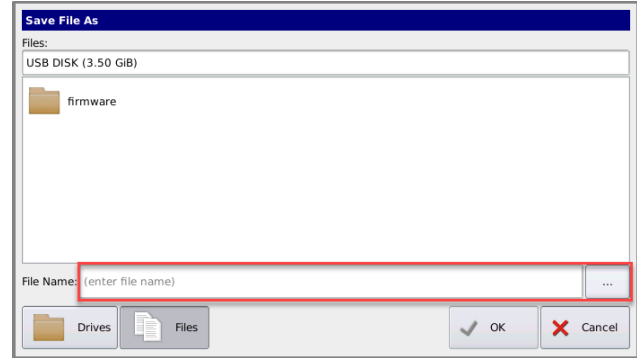 Save File As
Files:
USB DISK (3.50 GiB)
firmware
File Name: (enter file name) ...
Drives Files OK Cancel